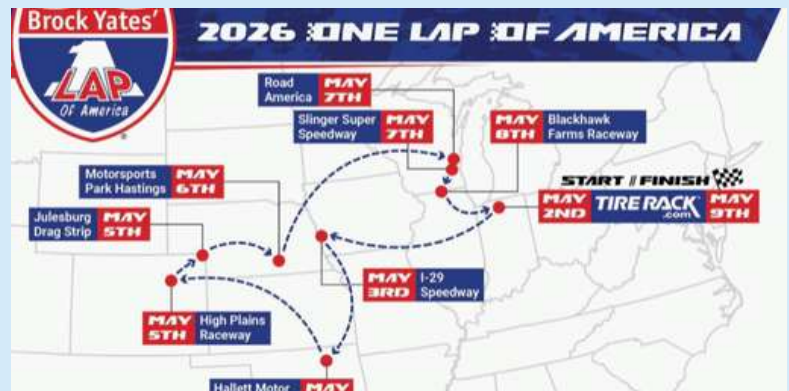 Brock Yates'
1
LAP
Of America
2026 ONE LAP OF AMERICA
Road
America
MAY
7TH
Slinger Super
Speedway
MAY
7TH
MAY
8TH
Blackhawk
Farms Raceway
Motorsports
Park Hastings
MAY
6TH
START // FINISH
MAY
2ND
TIRE RACK
.com
MAY
9TH
Julesburg
Drag Strip
MAY
5TH
MAY
3RD
I-29
Speedway
MAY
5TH
High Plains
Raceway
Hallett Motor
MAY